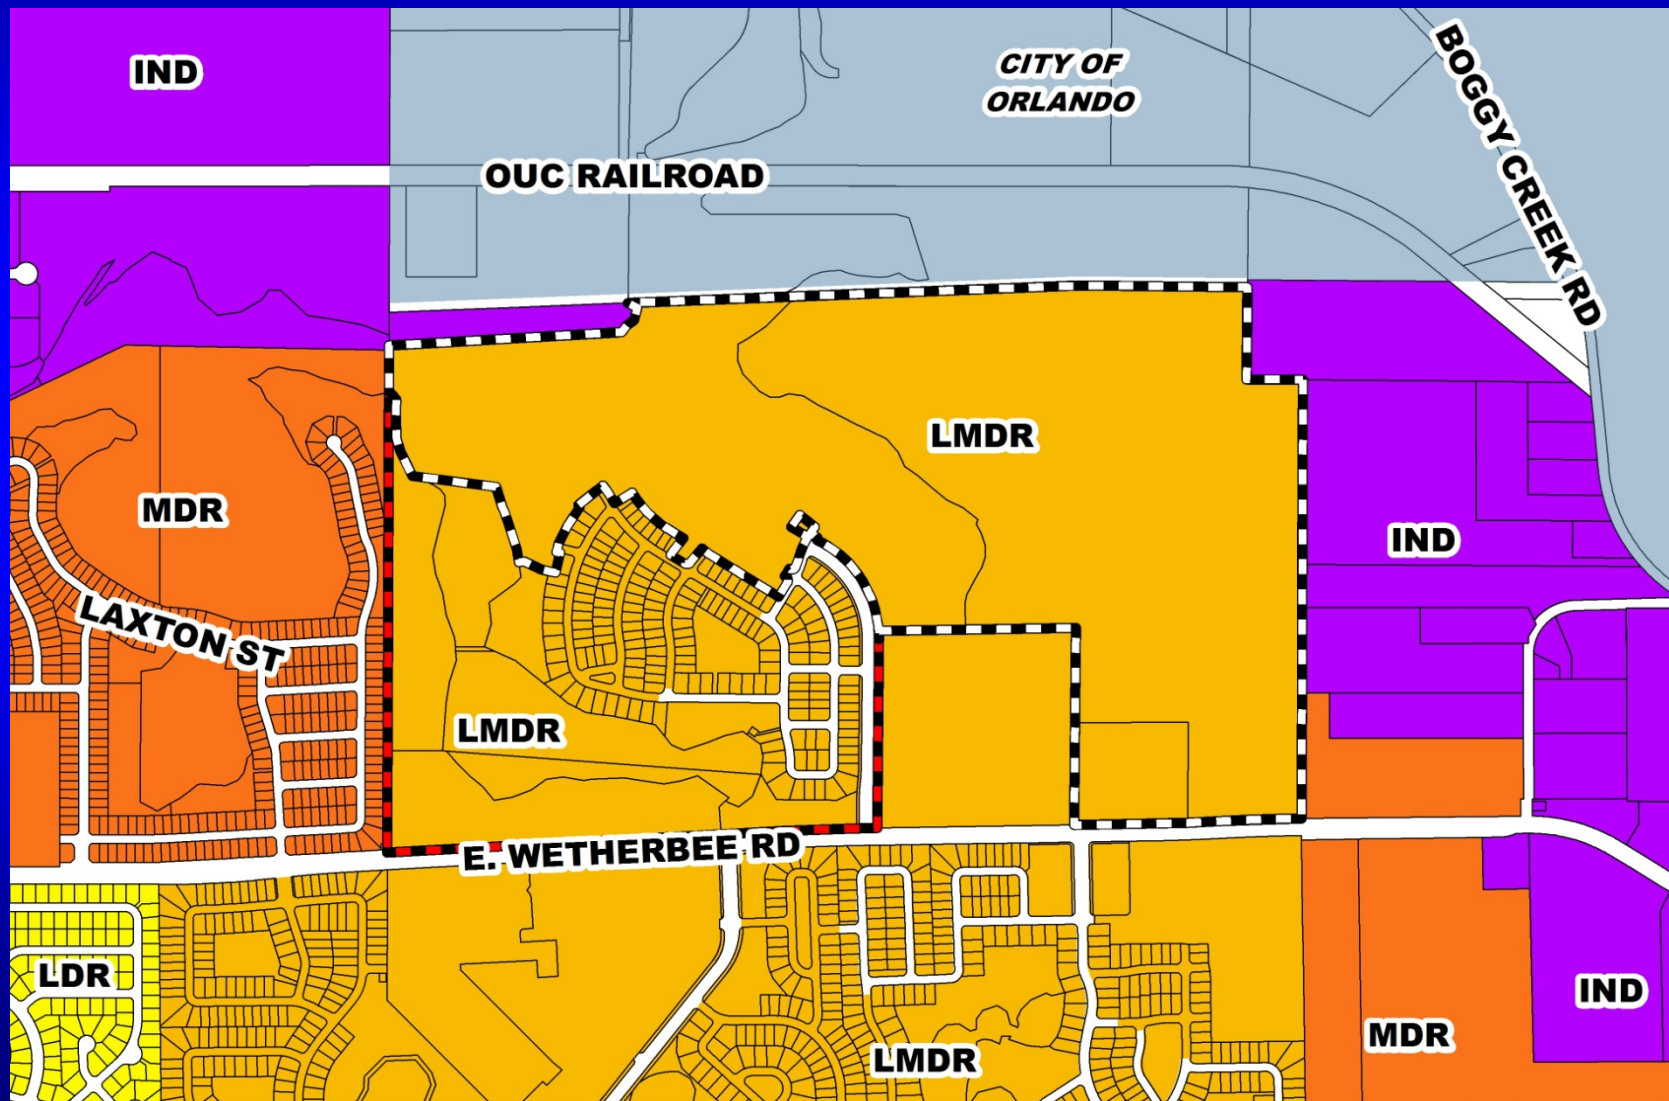 IND
CITY OF
ORLANDO
BOGGY CREEK RD
OUC RAILROAD
LMDR
MDR
IND
LAXTON ST
LMDR
E. WETHERBEE RD
LDR
IND
MDR
LMDR